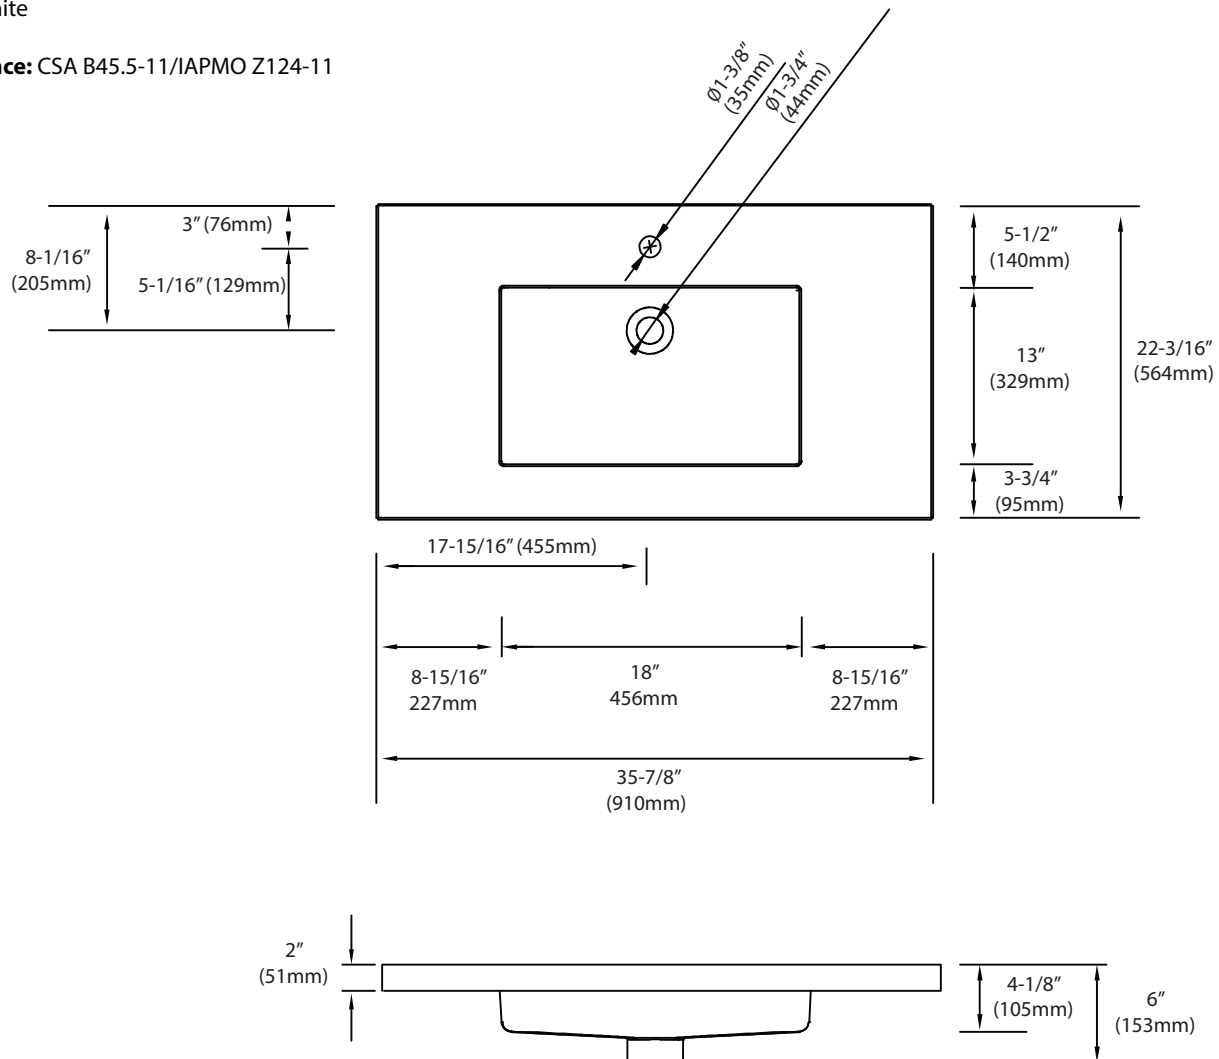 ite
nce: CSA B45.5-11/IAPMO Z124-11
Ø1-3/8”
(35mm)
Ø1-3/4”
(44mm)
3” (76mm)
8-1/16”
(205mm)
5-1/16” (129mm)
5-1/2”
(140mm)
13”
(329mm)
22-3/16”
(564mm)
3-3/4”
(95mm)
17-15/16” (455mm)
8-15/16”
227mm
18”
456mm
8-15/16”
227mm
35-7/8”
(910mm)
2”
(51mm)
4-1/8”
(105mm)
6”
(153mm)